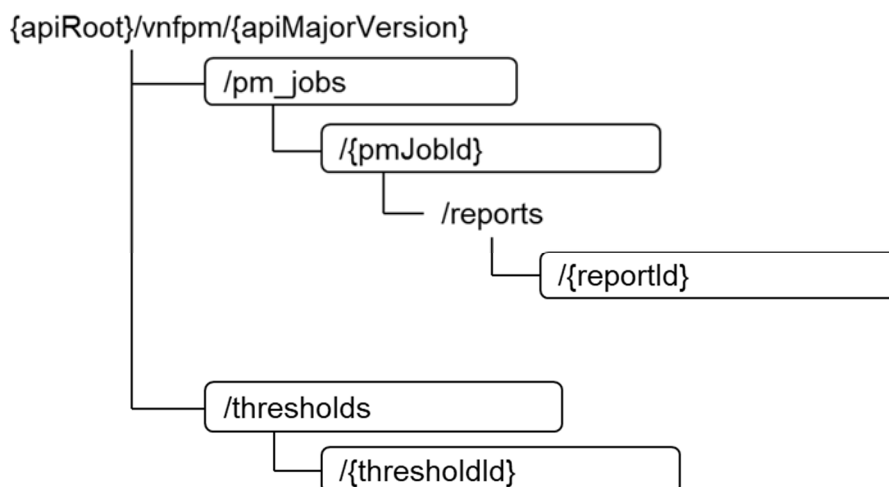 {apiRoot}/vnfpm/{apiMajorVersion}
/pm_jobs
/{pmJobId}
/reports
/{reportId}
/thresholds
/{thresholdId}